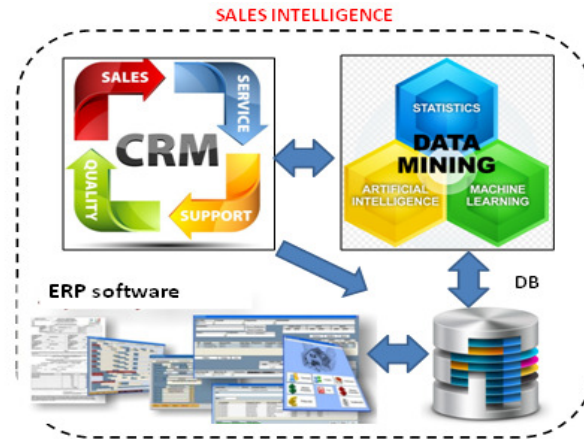 SALES INTELLIGENCE
SALES
SERVICE
CRM
QUALITY
SUPPORT
STATISTICS
DATA
MINING
ARTIFICIAL
INTELLIGENCE
MACHINE
LEARNING
ERP software
DB